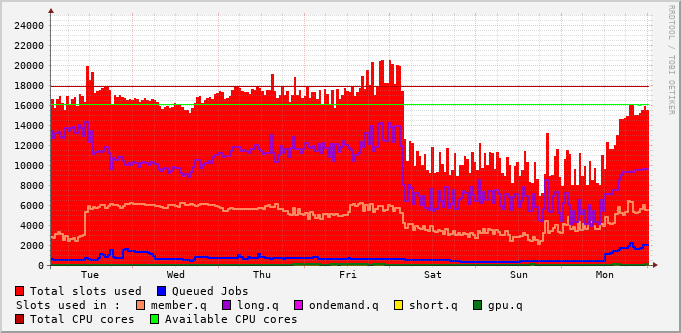 RRDTOOL / TOBI OETIKER
24000
22000
20000
18000
16000
14000
12000
10000
8000
6000
4000
2000
0
Tue Wed Thu Fri Sat Sun Mon
Total slots used Queued Jobs
Slots used in : member.q long.q ondemand.q short.q gpu.q
Total CPU cores Available CPU cores